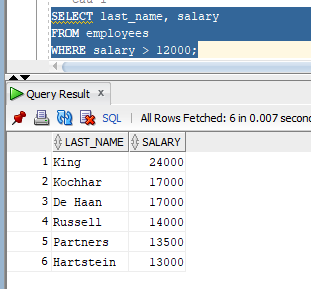 SELECT last_name, salary
FROM employees
WHERE salary > 12000;
Query Result x
SQL | All Rows Fetched: 6 in 0.007 secon
LAST_NAME SALARY
1 King 24000
2 Kochhar 17000
3 De Haan 17000
4 Russell 14000
5 Partners 13500
6 Hartstein 13000